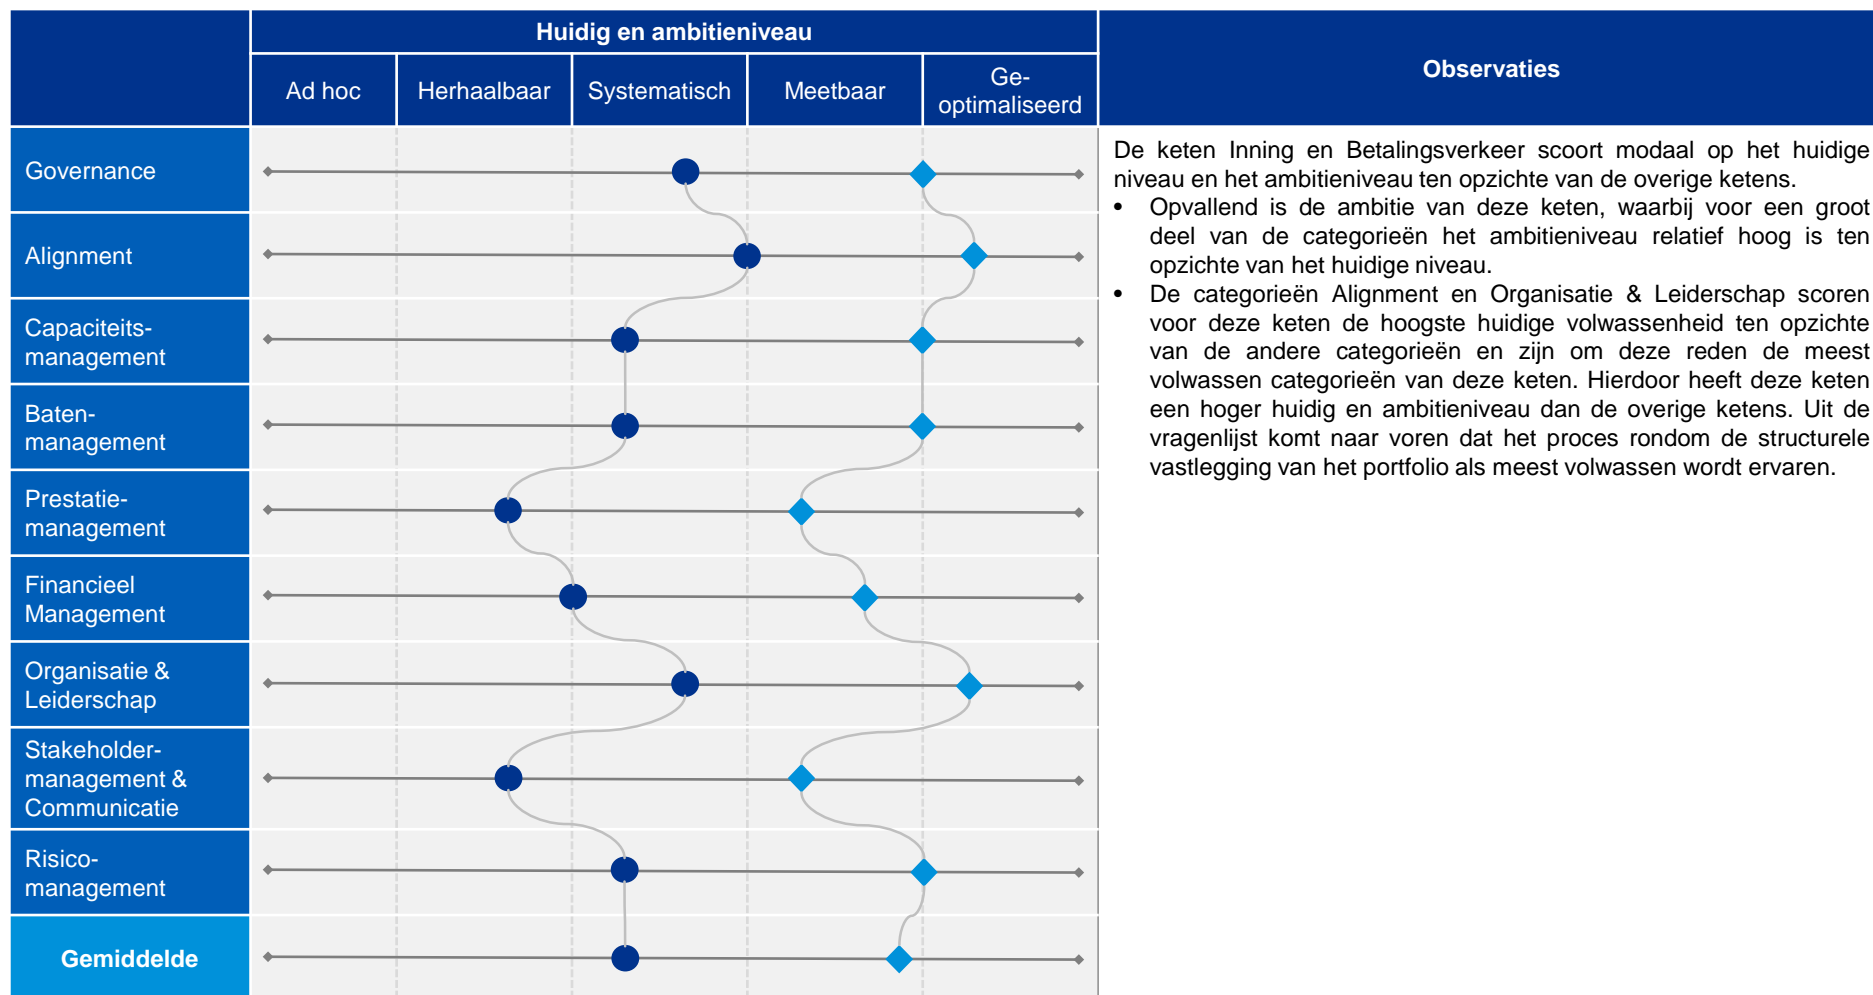 Huidig en ambitieniveau
Observaties
Ad hoc
Herhaalbaar
Systematisch
Meetbaar
Ge-
optimaliseerd
Governance
Alignment
Capaciteits-
management
Baten-
management
Prestatie-
management
Financieel
Management
Organisatie &
Leiderschap
Stakeholder-
management &
Communicatie
Risico-
management
Gemiddelde
De keten Inning en Betalingsverkeer scoort modaal op het huidige
niveau en het ambitieniveau ten opzichte van de overige ketens.
• Opvallend is de ambitie van deze keten, waarbij voor een groot
deel van de categorieën het ambitieniveau relatief hoog is ten
opzichte van het huidige niveau.
• De categorieën Alignment en Organisatie & Leiderschap scoren
voor deze keten de hoogste huidige volwassenheid ten opzichte
van de andere categorieën en zijn om deze reden de meest
volwassen categorieën van deze keten. Hierdoor heeft deze keten
een hoger huidig en ambitieniveau dan de overige ketens. Uit de
vragenlijst komt naar voren dat het proces rondom de structurele
vastlegging van het portfolio als meest volwassen wordt ervaren.